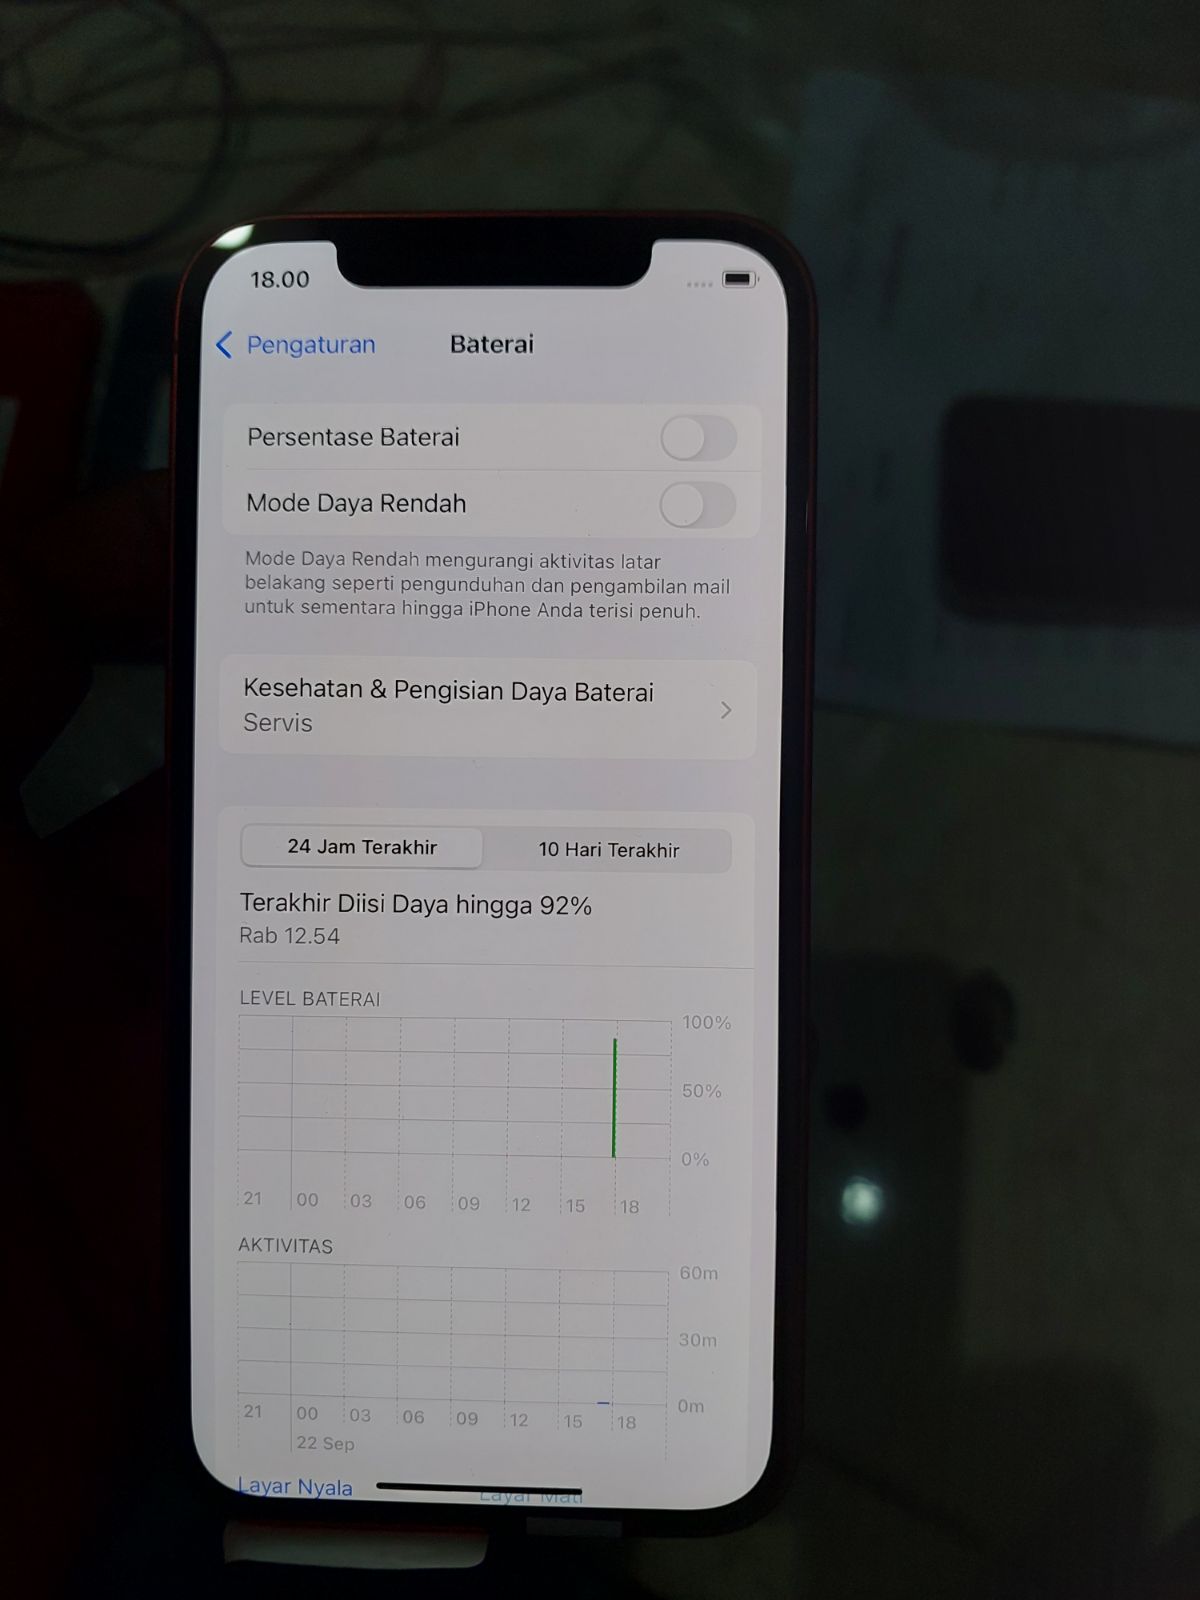 18.00
Pengaturan
Baterai
Persentase Baterai
Mode Daya Rendah
Mode Daya Rendah mengurangi aktivitas latar
belakang seperti pengunduhan dan pengambilan mail
untuk sementara hingga iPhone Anda terisi penuh.
Kesehatan & Pengisian Daya Baterai
Servis
24 Jam Terakhir
10 Hari Terakhir
Terakhir Diisi Daya hingga 92%
Rab 12.54
LEVEL BATERAI
100%
50%
0%
21 00 03 06 09 12 15 18
AKTIVITAS
60m
30m
0m
21 00 03 06 09 12 15 18
22 Sep
Layar Nyala
Layar Mati